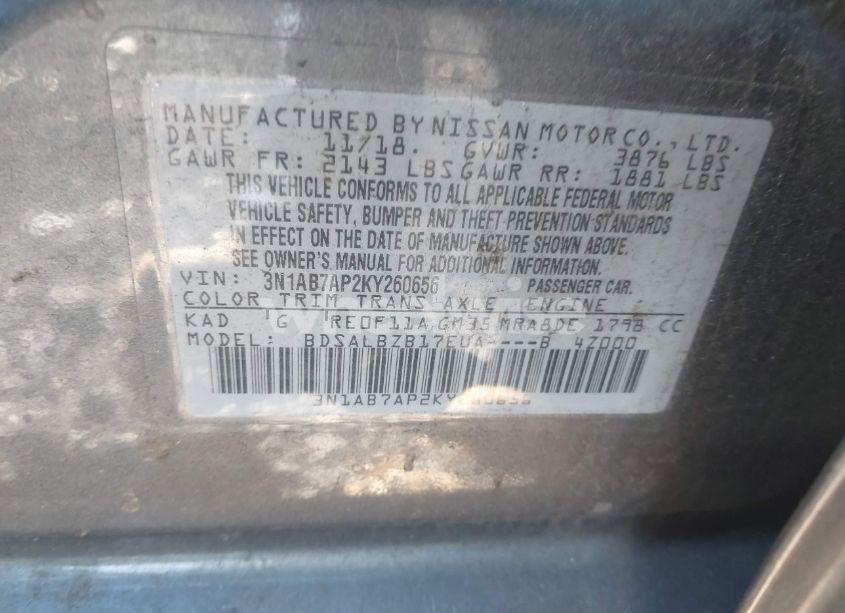 MANUFACTURED BY NISSAN MOTOR CO., LTD.
DATE: 11/18. GVWR: 3876 LBS
GAWR FR: 2143 LBS GAWR RR: 1881 LBS
THIS VEHICLE CONFORMS TO ALL APPLICABLE FEDERAL MOTOR
VEHICLE SAFETY, BUMPER AND THEFT PREVENTION STANDARDS
IN EFFECT ON THE DATE OF MANUFACTURE SHOWN ABOVE.
SEE OWNER'S MANUAL FOR ADDITIONAL INFORMATION.
VIN: 3N1AB7AP2KY260656 PASSENGER CAR.
COLOR TRIM TRANS AXLE ENGINE
KAD G RE0F11A GM35 MRA8DE 1798 CC
MODEL: BDSALBZB17EUA----B 4Z000
3N1AB7AP2KY260656